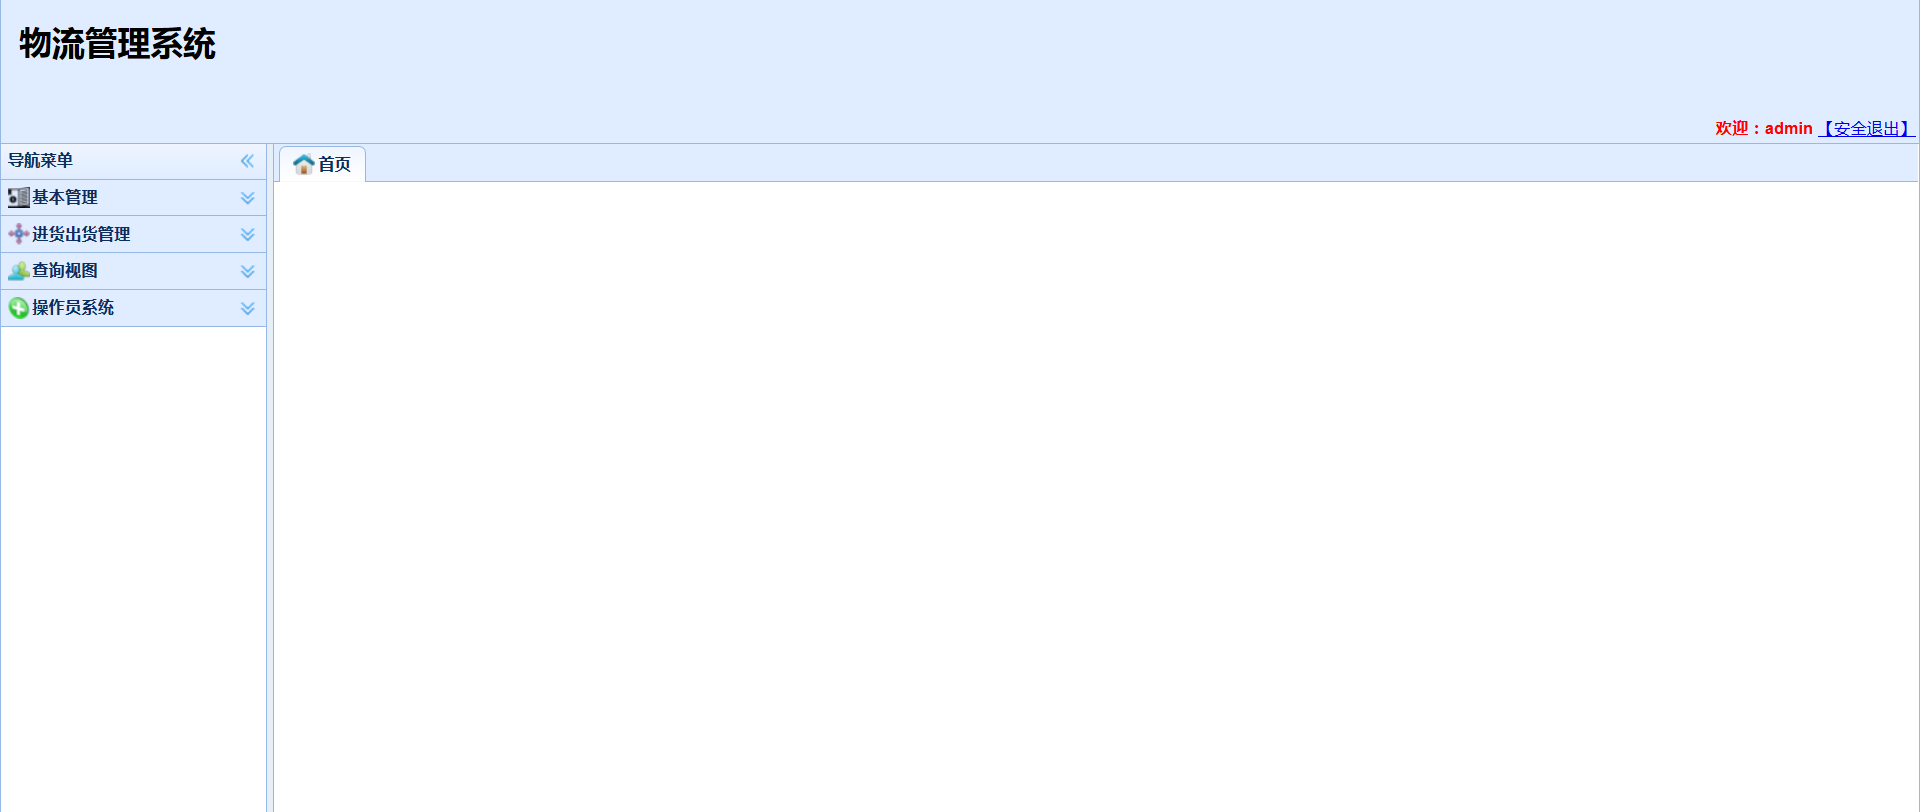 物流管理系统
欢迎：admin 【安全退出】
导航菜单
首页
基本管理
进货出货管理
查询视图
操作员系统